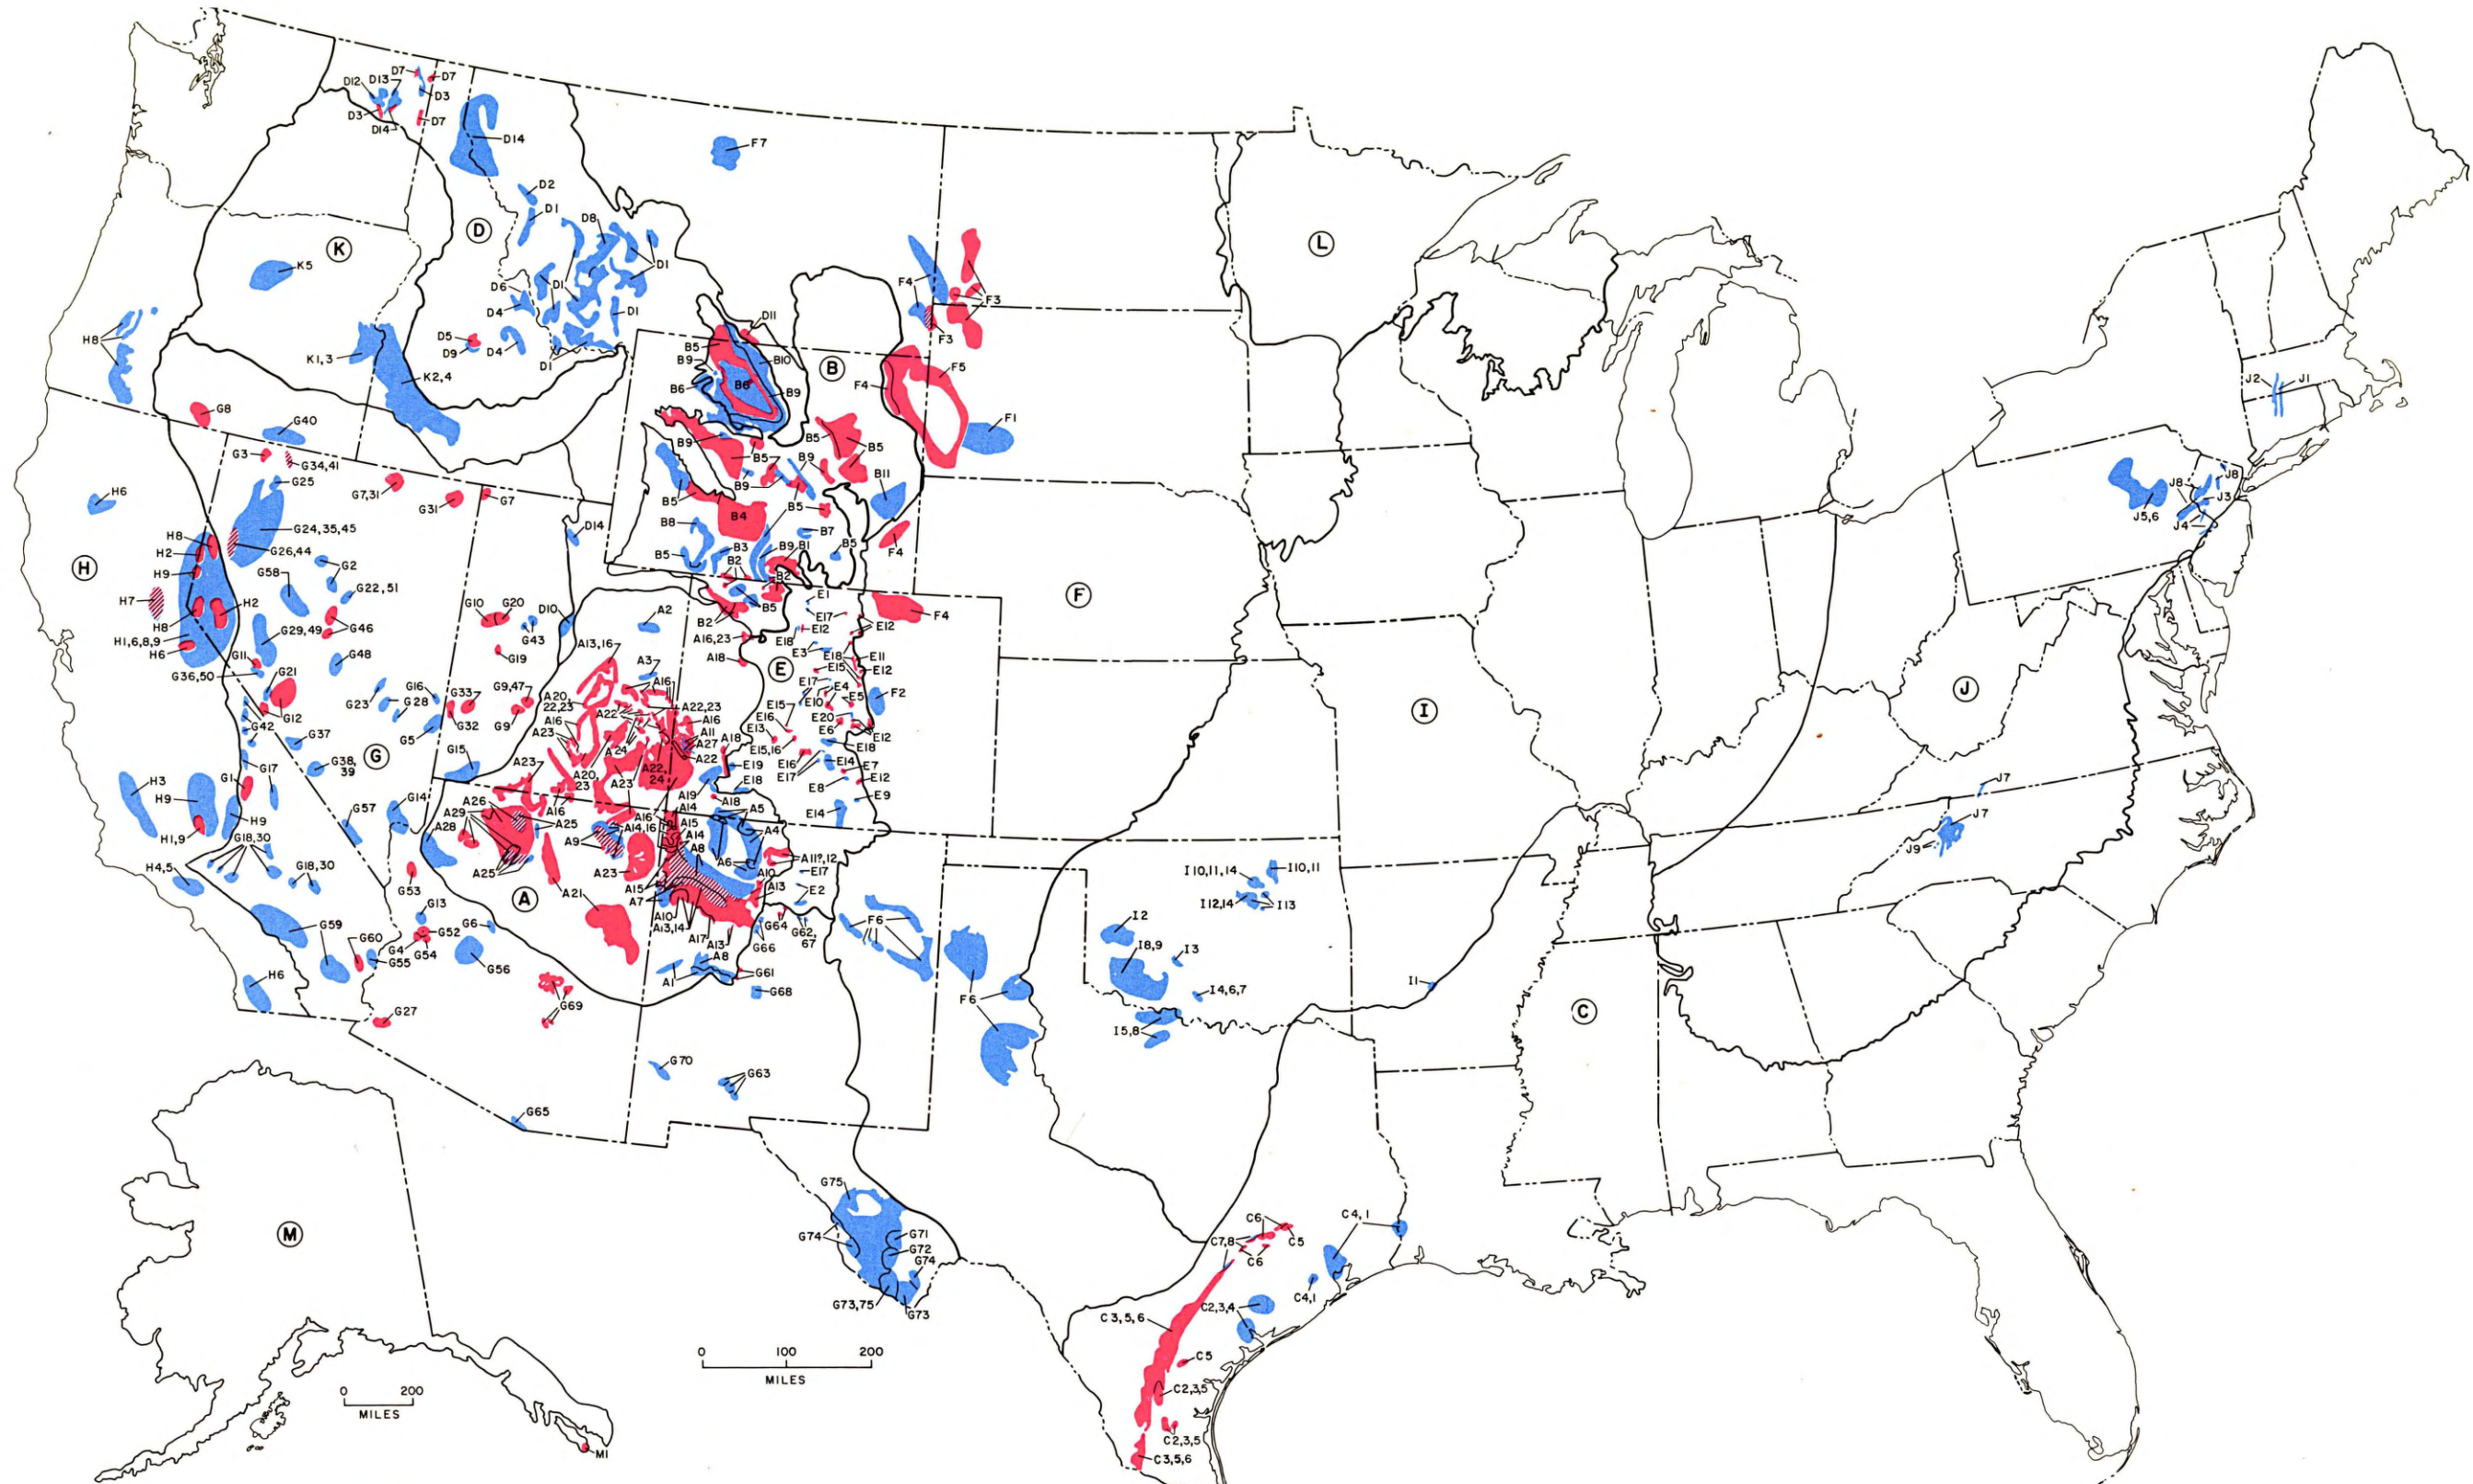 D7
D7
D13
D12
D3
D3
D14
D7
D14
F7
D2
D1
D8
D
L
K
K5
D1
D6
D1
F4
D4
D1
F3
H8
D11
D5
F3
D9
D4
B5
K1,3
D1
B9
B10
B
F5
K2,4
B6
B6
B9
F4
J2
J1
G8
F1
G40
B9
B5
B5
G3
G34,41
B5
B9
G25
B9
B11
J8
J8
G7,31
G7
J3
H6
G31
B5
B5
J5,6
J4
B4
G24,35,45
B8
D14
B7
H8
G26,44
F4
H2
B5
B3
B9
B1
B5
H
G2
B2
H9
G58
B2
G22,51
F
H7
H2
G10
G20
D10
A2
B5
E1
F4
H8
G46
G43
B2
E17
E12
E12
H1,6,8,9
G29,49
A16,23
E18
H6
G48
G19
A13,16
E3
G11
A18
E18
E11
G36,50
A3
E15
E12
E
G21
A16
E17
E4
J
G23
G16
G33
G9,47
E5
F2
G28
A20,
22,23
E10
G12
A22,23
E15
I
G42
G32
G9
A22
A16
E16
E20
G5
A16
A11
E13
E6
E12
G37
A23
A24
A27
A18
E15,16
E18
G
G15
A22
E14
G38,
39
A23
E19
E16
E7
G17
A22,
24
E17
E12
J7
H3
G1
A20,
23
A23
E18
E8
H9
A19
G57
G14
A26
A18
E9
A29
A16
A14
A5
E14
H9
A28
A25
A16
A15
J7
A14,16
A14
A4
H1,9
G18,30
A9
A8
J9
A6
A11?,12
H4,5
G18,30
A25
A23
A10
E17
I10,11,14
I10,11
G53
A15
A13
E2
A
A21
A7
I12,14
I13
G13
A10
I2
G59
G6
A13,14
G64
F6
G60
G52
A17
G62,
67
I8,9
I3
G4
G54
A13
G66
G55
G56
A8
H6
A1
G61
I1
G68
F6
I4,6,7
G69
C
G27
I5,8
G70
G63
G65
G75
C6
C4,1
M
G74
G71
C7,8
C5
G72
C6
G74
G73,75
C4,1
G73
C2,3,4
C3,5,6
0 100 200
MILES
C5
0 200
MILES
C2,3,5
C2,3,5
M1
C3,5,6